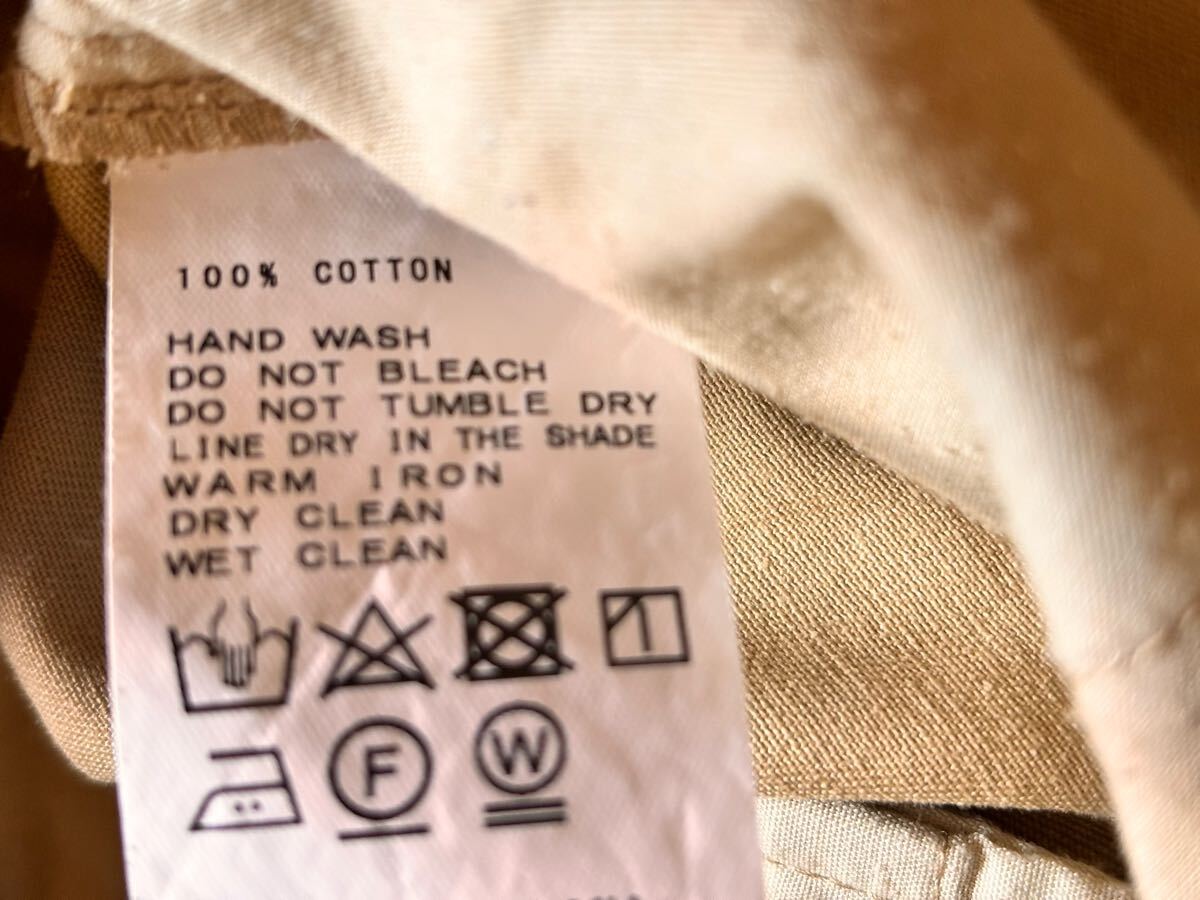 100% COTTON
HAND WASH
DO NOT BLEACH
DO NOT TUMBLE DRY
LINE DRY IN THE SHADE
WARM IRON
DRY CLEAN
WET CLEAN
F W